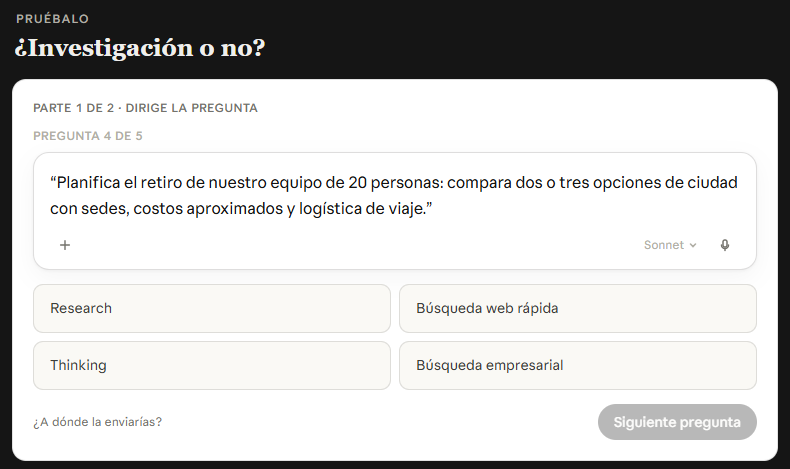 PRUÉBALO
¿Investigación o no?
PARTE 1 DE 2 · DIRIGE LA PREGUNTA
PREGUNTA 4 DE 5
“Planifica el retiro de nuestro equipo de 20 personas: compara dos o tres opciones de ciudad
con sedes, costos aproximados y logística de viaje.”
Sonnet
Research
Búsqueda web rápida
Thinking
Búsqueda empresarial
¿A dónde la enviarías?
Siguiente pregunta